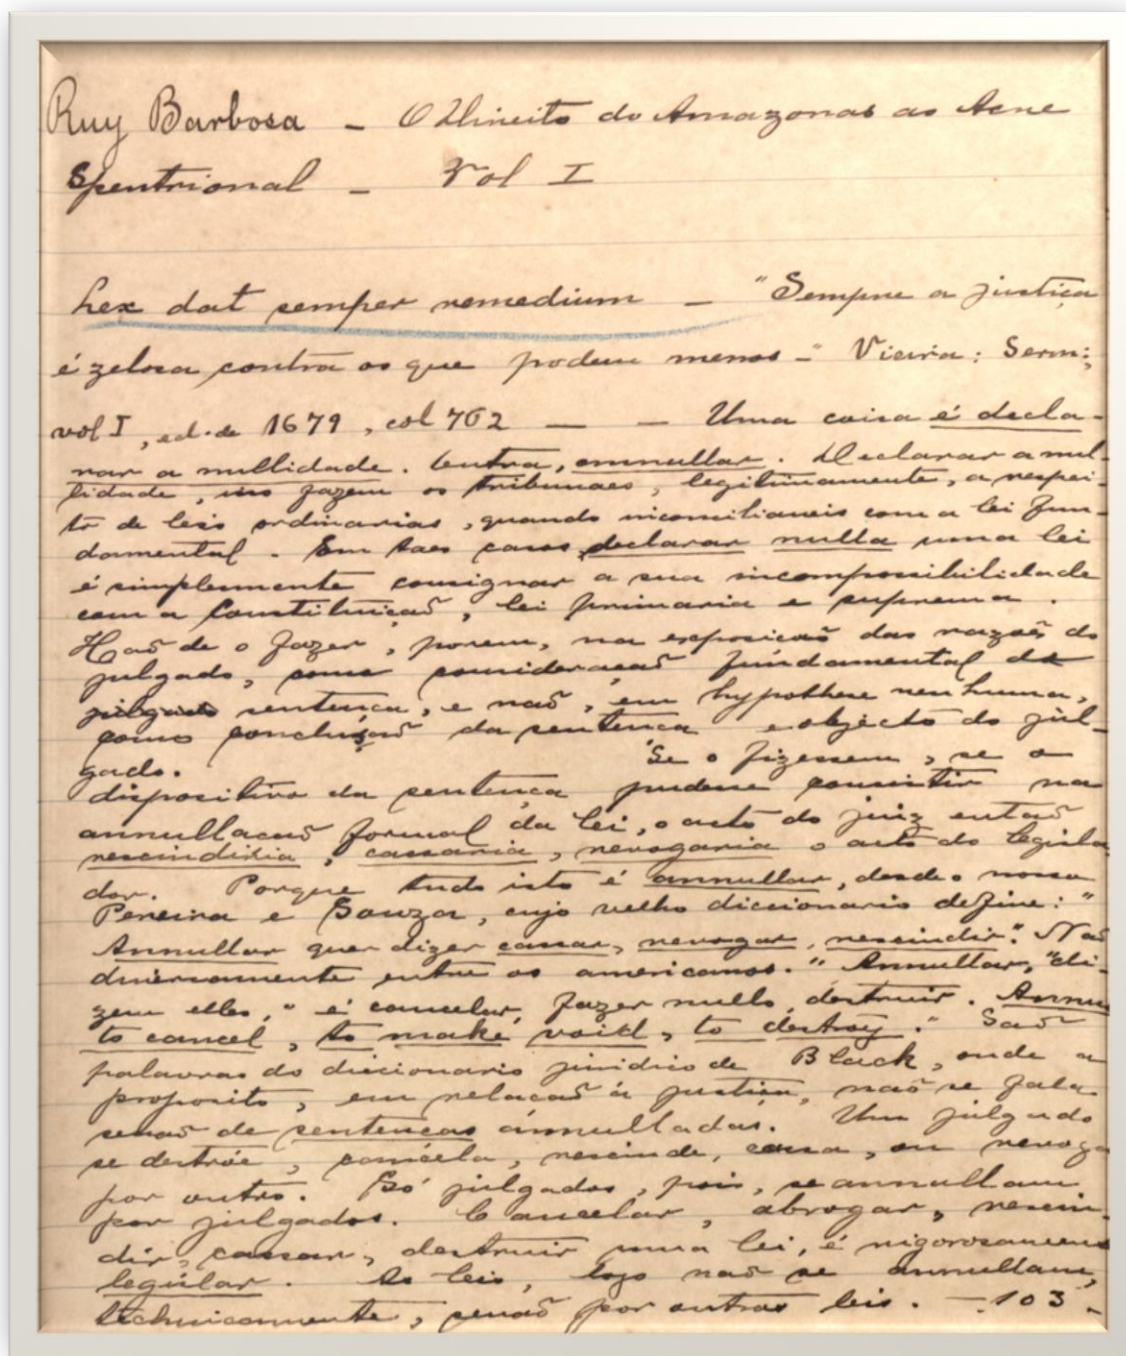 Ruy Barbosa – O Direito do Amazonas ao Acre
Spentrional – Vol I
Lex dat semper remedium – "Sempre a justiça
é zelosa contra os que podem menos –" Vieira: Serm:
vol I, ed. de 1679, col 702 — — Uma coisa é decla-
rar a nullidade. Outra, annullar. Declarar a nul-
lidade, isso fazem os tribunaes, legitimamente, a respei-
to de leis ordinarias, quando inconciliaveis com a lei fun-
damental. Em taes casos, declarar nulla uma lei
é simplesmente consignar a sua incompossibilidade
com a Constituição, lei primaria e suprema.
Hão de o fazer, porem, na exposicão das razões do
julgado, como consideração fundamental da
julgado sentença, e não, em hypothese nenhuma,
como conclusão da sentença e objecto do jul-
gado. Se o fizessem, se o
dispositivo da sentença pudesse consistir na
annullacão formal da lei, o acto do juiz então
rescindiria, cassaria, revogaria o acto do legisla
dor. Porque tudo isto é annullar, desde o nosso
Pereira e Souza, cujo velho diccionario define: "
Annullar quer dizer cassar, revogar, rescindir". Não
diversamente entre os americanos. "Annullar," di-
zem elles, "é cancelar, fazer nullo, destruir. Annu
to cancel, to make void, to destroy." São
palavras do diccionario juridico de Black, onde a
proposito, em relacão á justiça, não se fala
senão de sentenças annulladas. Um julgado
se destróe, cancela, rescinde, cassa, ou revoga
por outro. Só julgados, pois, se annullam
por julgados. Cancelar, abrogar, rescin-
dir, cassar, destruir uma lei, é rigorosamen
legislar. As leis, logo não se annullam,
technicamente, senão por outras leis. – 103 –